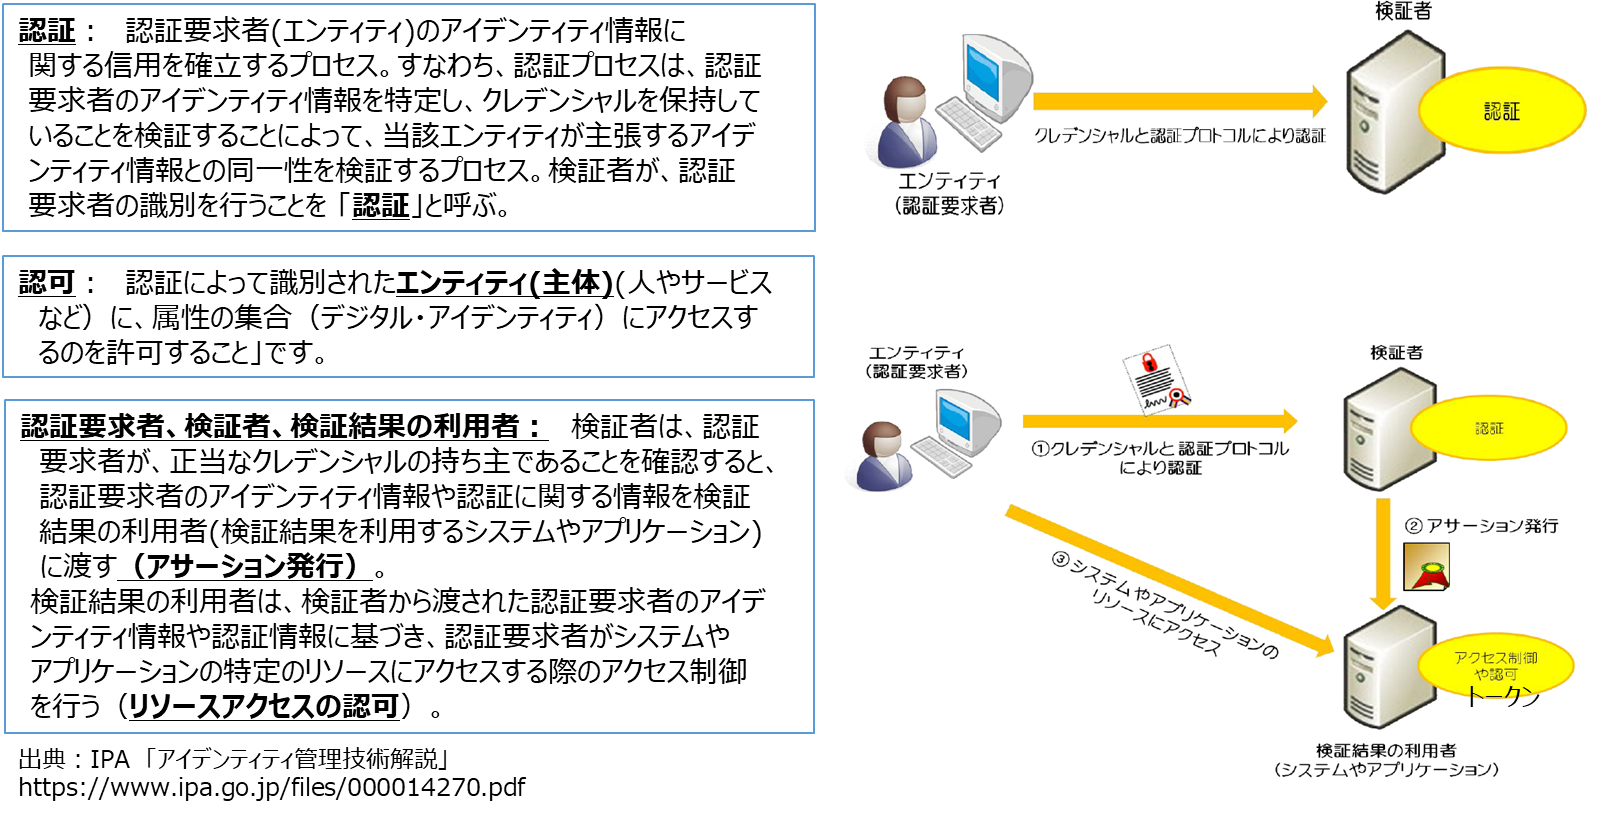 認証： 認証要求者(エンティティ)のアイデンティティ情報に
関する信用を確立するプロセス。すなわち、認証プロセスは、認証
要求者のアイデンティティ情報を特定し、クレデンシャルを保持して
いることを検証することによって、当該エンティティが主張するアイデ
ンティティ情報との同一性を検証するプロセス。検証者が、認証
要求者の識別を行うことを「認証」と呼ぶ。
認可： 認証によって識別されたエンティティ(主体)(人やサービス
など）に、属性の集合（デジタル・アイデンティティ）にアクセスす
るのを許可すること」です。
認証要求者、検証者、検証結果の利用者： 検証者は、認証
要求者が、正当なクレデンシャルの持ち主であることを確認すると、
認証要求者のアイデンティティ情報や認証に関する情報を検証
結果の利用者(検証結果を利用するシステムやアプリケーション)
に渡す（アサーション発行）。
検証結果の利用者は、検証者から渡された認証要求者のアイデ
ンティティ情報や認証情報に基づき、認証要求者がシステムや
アプリケーションの特定のリソースにアクセスする際のアクセス制御
を行う（リソースアクセスの認可）。
出典：IPA「アイデンティティ管理技術解説」
https://www.ipa.go.jp/files/000014270.pdf
検証者
認証
クレデンシャルと認証プロトコルにより認証
エンティティ
（認証要求者）
エンティティ
（認証要求者）
検証者
認証
①クレデンシャルと認証プロトコル
により認証
②アサーション発行
③システムやアプリケーションの
リソースにアクセス
アクセス制御
や認可
トークン
検証結果の利用者
（システムやアプリケーション）